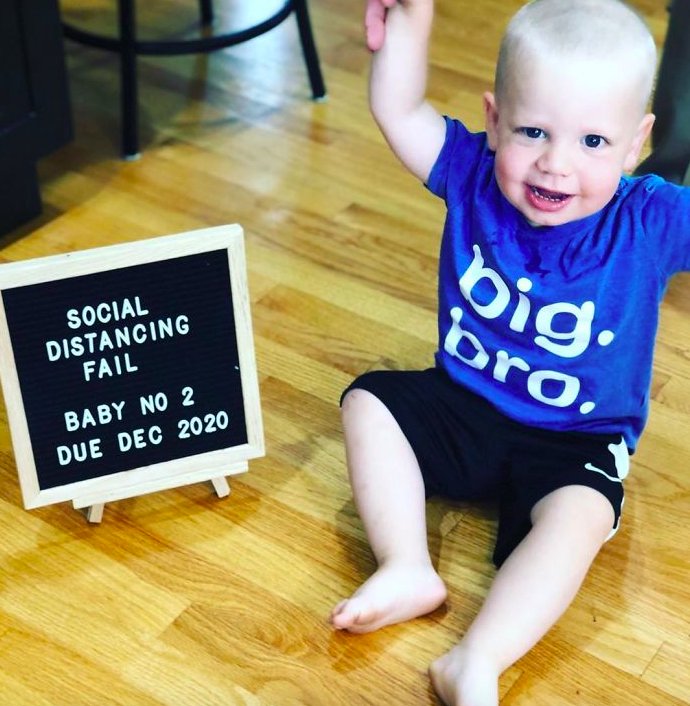 SOCIAL
DISTANCING
FAIL
BABY NO 2
DUE DEC 2020
big.
bro.